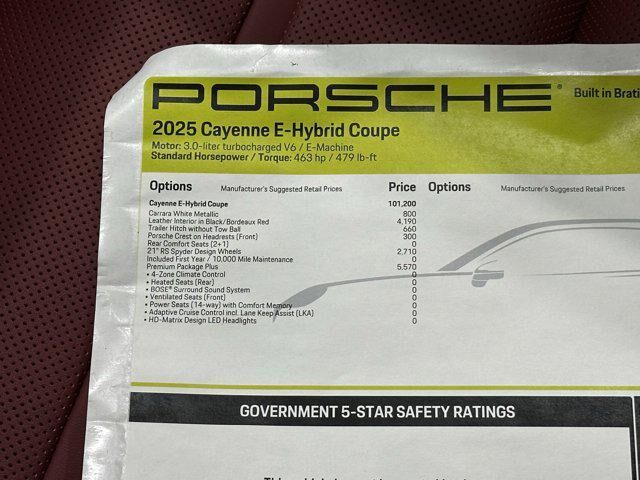 PORSCHE® Built in
2025 Cayenne E-Hybrid Coupe
Motor: 3.0-liter turbocharged V6 / E-Machine
Standard Horsepower / Torque: 463 hp / 479 lb-ft
Options Manufacturer's Suggested Retail Prices Price Options Manufacturer's Suggested Retail Prices
Cayenne E-Hybrid Coupe 101,200
Carrara White Metallic 800
Leather Interior in Black/Bordeaux Red 4,190
Trailer Hitch without Tow Ball 660
Porsche Crest on Headrests (Front) 300
Rear Comfort Seats (2+1) 0
21" RS Spyder Design Wheels 2,710
Included First Year / 10,000 Mile Maintenance 0
Premium Package Plus 5,570
• 4-Zone Climate Control 0
• Heated Seats (Rear) 0
• BOSE® Surround Sound System 0
• Ventilated Seats (Front) 0
• Power Seats (14-way) with Comfort Memory 0
• Adaptive Cruise Control incl. Lane Keep Assist (LKA) 0
• HD-Matrix Design LED Headlights 0
GOVERNMENT 5-STAR SAFETY RATINGS